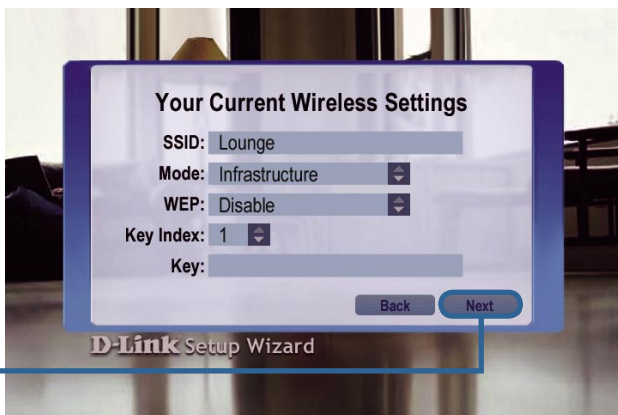 Your Current Wireless Settings
SSID: Lounge
Mode: Infrastructure
WEP: Disable
Key Index: 1
Key:
Back Next
D-Link Setup Wizard